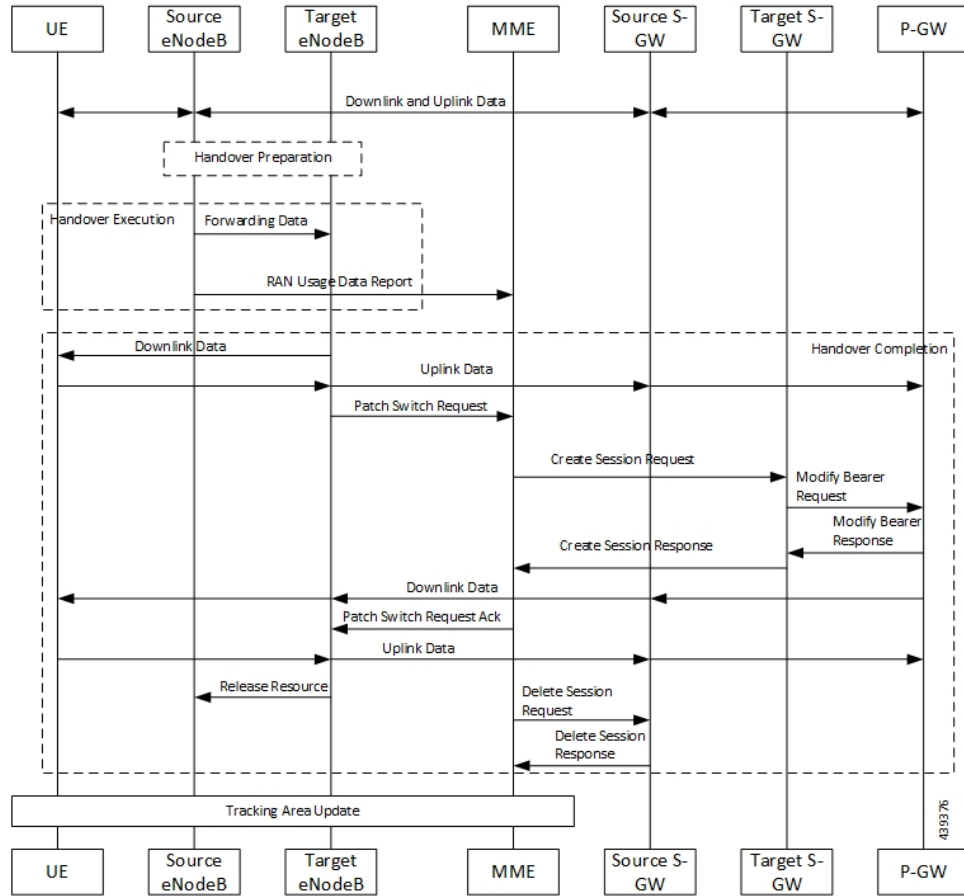 UE
Source
eNodeB
Target
eNodeB
MME
Source S-
GW
Target S-
GW
P-GW
Downlink and Uplink Data
Handover Preparation
Handover Execution
Forwarding Data
RAN Usage Data Report
Downlink Data
Handover Completion
Uplink Data
Patch Switch Request
Create Session Request
Modify Bearer
Request
Modify Bearer
Response
Create Session Response
Downlink Data
Patch Switch Request Ack
Uplink Data
Release Resource
Delete Session
Request
Delete Session
Response
Tracking Area Update
439376
UE
Source
eNodeB
Target
eNodeB
MME
Source S-
GW
Target S-
GW
P-GW